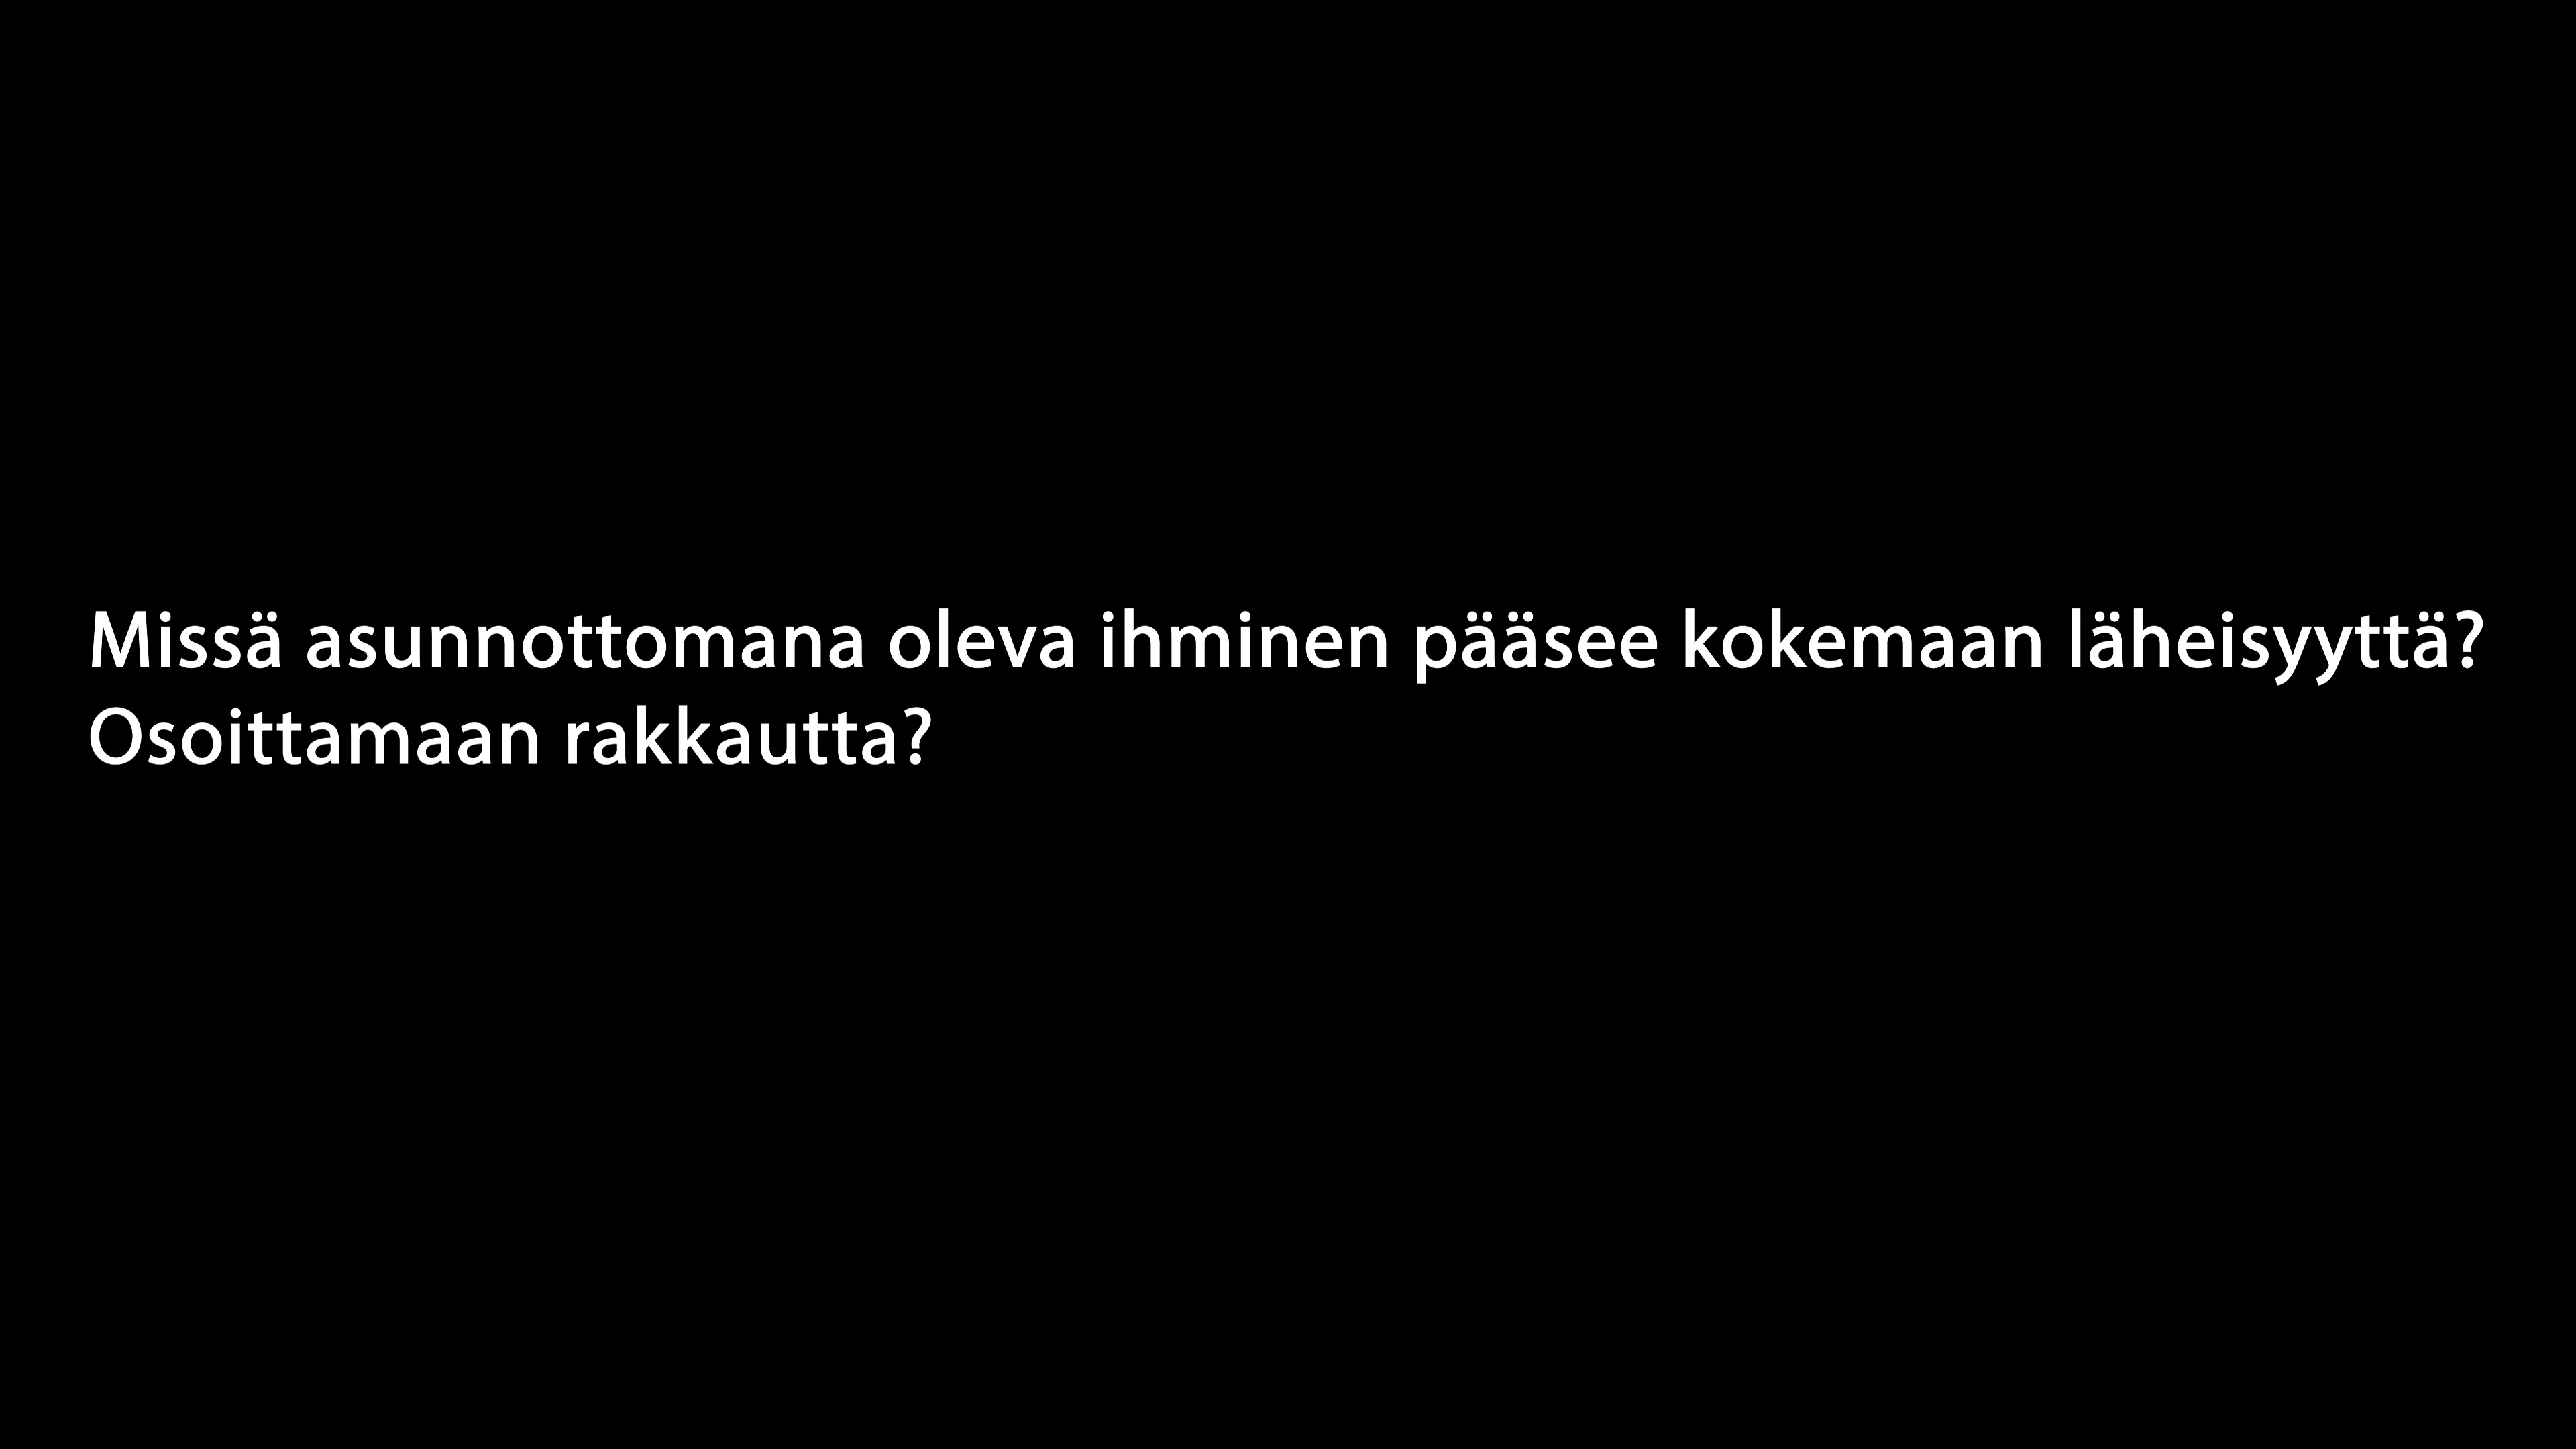 Missä asunnottomana oleva ihminen pääsee kokemaan läheisyyttä?
Osoittamaan rakkautta?